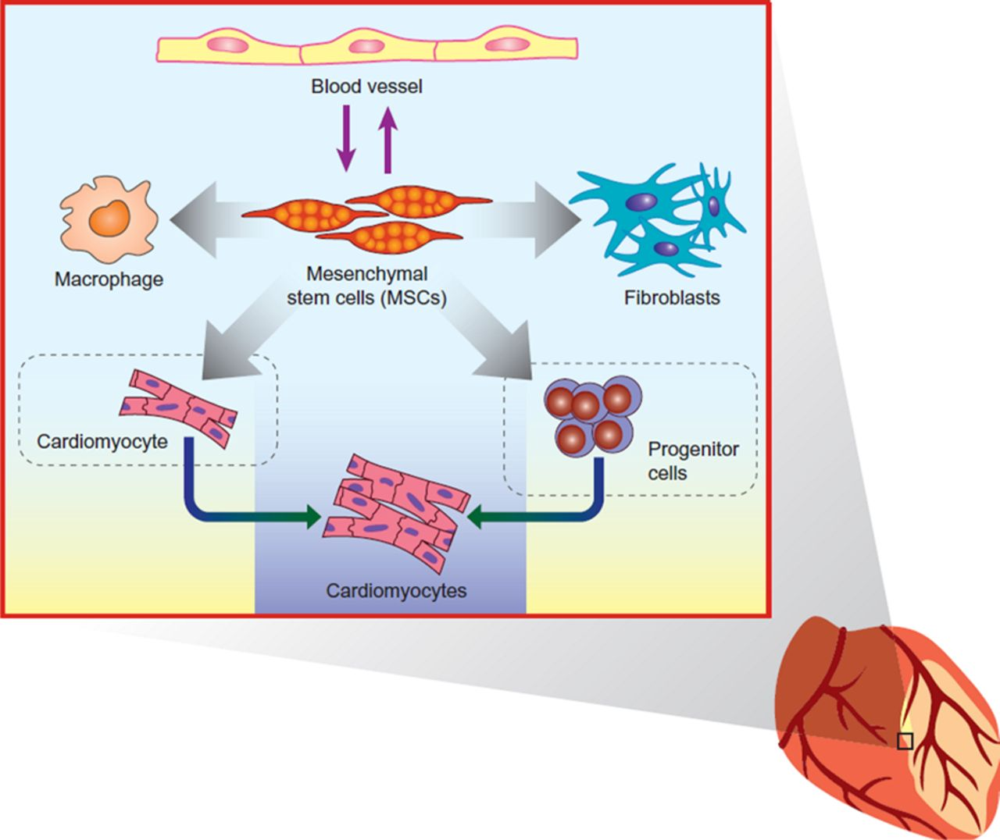 Blood vessel
Macrophage
Mesenchymal
stem cells (MSCs)
Fibroblasts
Cardiomyocyte
Progenitor
cells
Cardiomyocytes